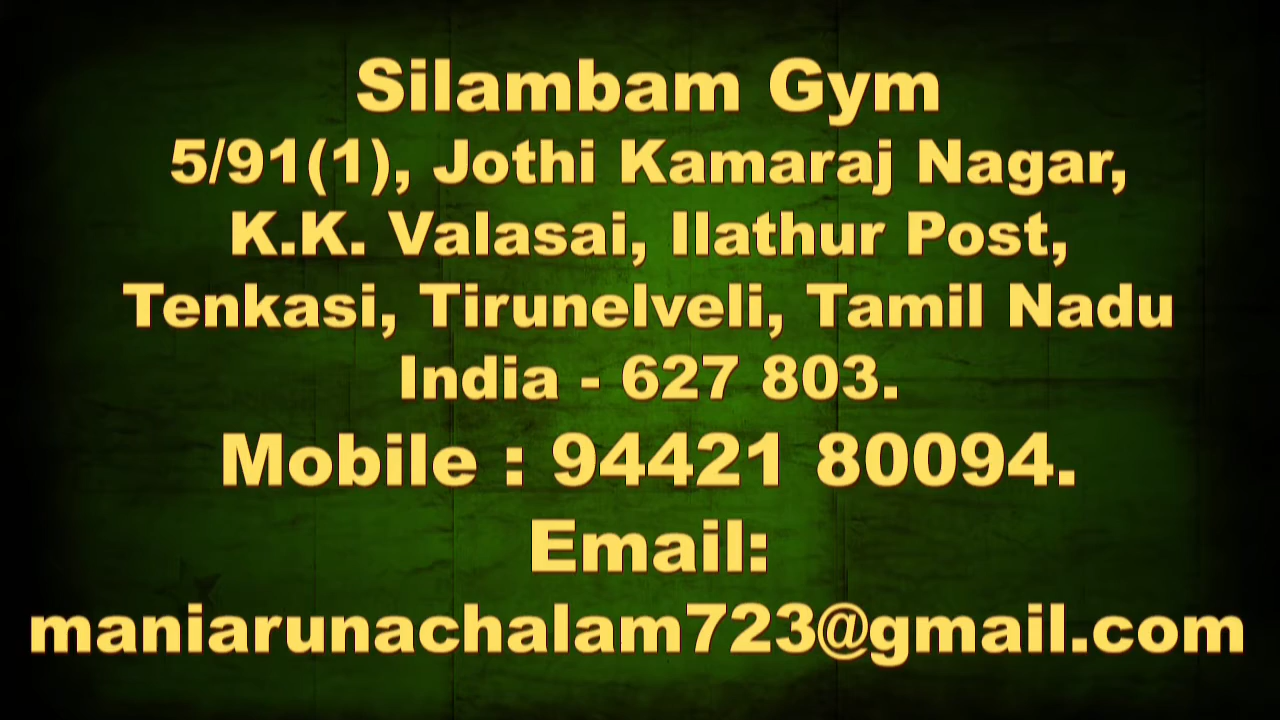 Silambam Gym
5/91(1), Jothi Kamaraj Nagar,
K.K. Valasai, Ilathur Post,
Tenkasi, Tirunelveli, Tamil Nadu
India - 627 803.
Mobile : 94421 80094.
Email:
maniarunachalam723@gmail.com